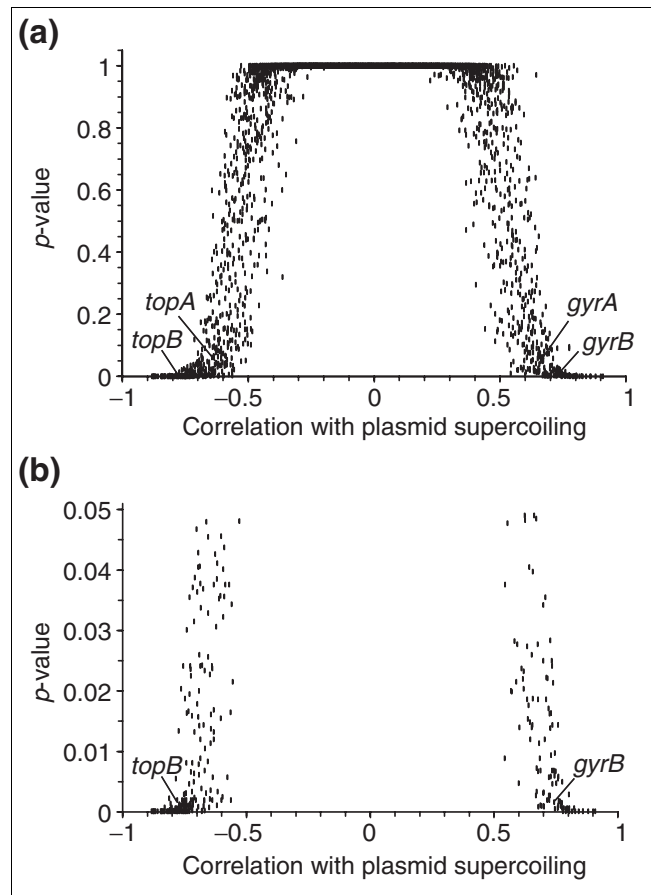 (a)
1
0.8
0.6
0.4
0.2
0
p-value
topA
topB
gyrA
gyrB
−1 −0.5 0 0.5 1
Correlation with plasmid supercoiling
(b)
0.05
0.04
0.03
0.02
0.01
0
p-value
topB
gyrB
−1 −0.5 0 0.5 1
Correlation with plasmid supercoiling